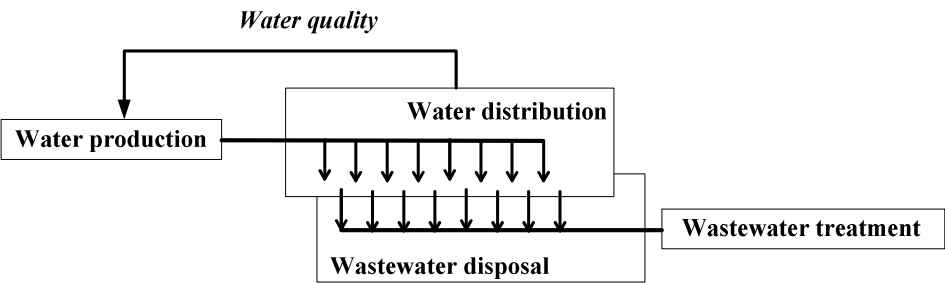 Water quality
Water distribution
Water production
Wastewater treatment
Wastewater disposal